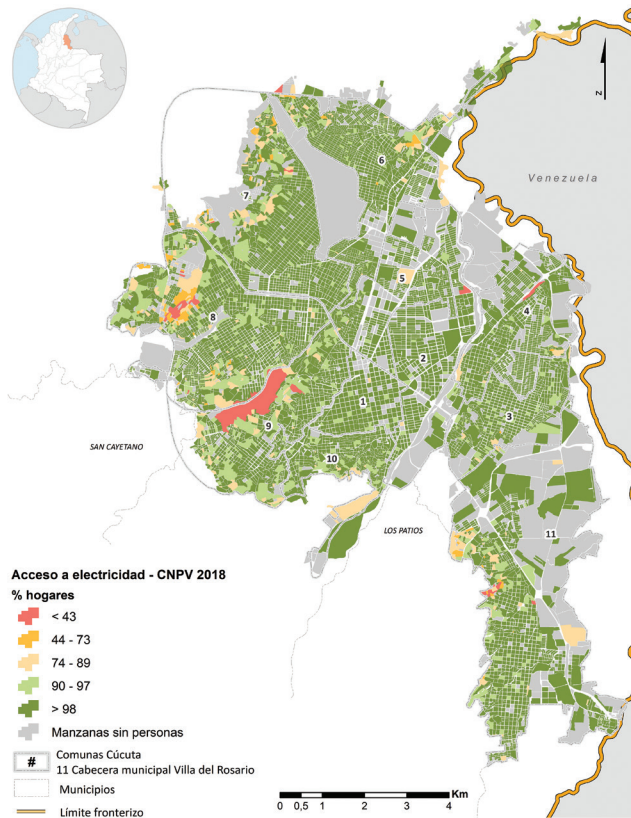 N
Venezuela
6
7
5
4
8
2
1
3
9
SAN CAYETANO
10
LOS PATIOS
11
Acceso a electricidad - CNPV 2018
% hogares
< 43
44 - 73
74 - 89
90 - 97
> 98
Manzanas sin personas
# Comunas Cúcuta
11 Cabecera municipal Villa del Rosario
Municipios
Límite fronterizo
Km
0 0,5 1 2 3 4